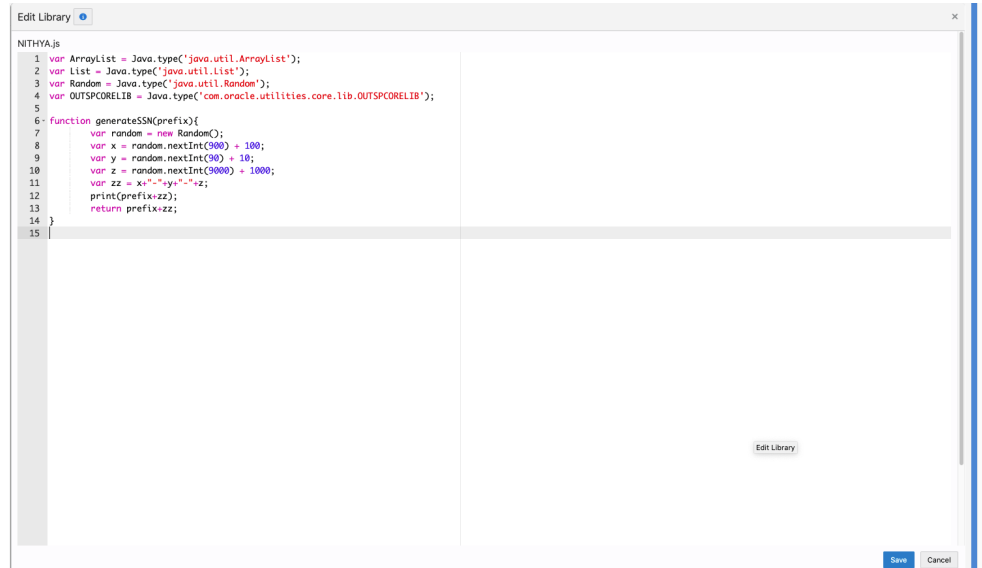 Edit Library
×
NITHYA.js
1 var ArrayList = Java.type('java.util.ArrayList');
2 var List = Java.type('java.util.List');
3 var Random = Java.type('java.util.Random');
4 var OUTSPCORELIB = Java.type('com.oracle.utilities.core.lib.OUTSPCORELIB');
5
6 function generateSSN(prefix){
7 var random = new Random();
8 var x = random.nextInt(900) + 100;
9 var y = random.nextInt(90) + 10;
10 var z = random.nextInt(9000) + 1000;
11 var zz = x+"-"+y+"-"+z;
12 print(prefix+zz);
13 return prefix+zz;
14 }
15
Edit Library
Save Cancel